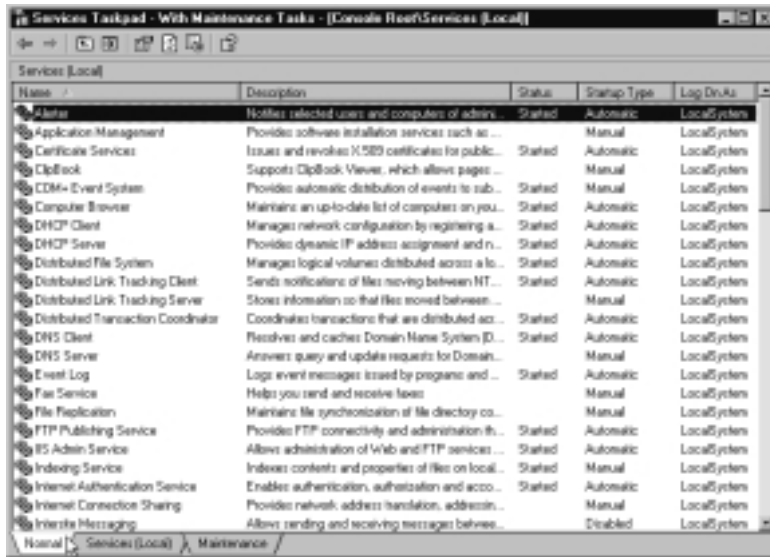 Services Taskpad - With Maintenance Tasks - [Console Root\Services (Local)]
Services (Local)
Name Description Status Startup Type Log On As
Alerter Notifies selected users and computers of admini... Started Automatic LocalSystem
Application Management Provides software installation services such as ... Manual LocalSystem
Certificate Services Issues and revokes X.509 certificates for public... Started Automatic LocalSystem
ClipBook Supports ClipBook Viewer, which allows pages ... Manual LocalSystem
COM+ Event System Provides automatic distribution of events to sub... Started Manual LocalSystem
Computer Browser Maintains an up-to-date list of computers on you... Started Automatic LocalSystem
DHCP Client Manages network configuration by registering a... Started Automatic LocalSystem
DHCP Server Provides dynamic IP address assignment and n... Started Automatic LocalSystem
Distributed File System Manages logical volumes distributed across a lo... Started Automatic LocalSystem
Distributed Link Tracking Client Sends notifications of files moving between NT... Started Automatic LocalSystem
Distributed Link Tracking Server Stores information so that files moved between ... Manual LocalSystem
Distributed Transaction Coordinator Coordinates transactions that are distributed acr... Started Automatic LocalSystem
DNS Client Resolves and caches Domain Name System (D... Started Automatic LocalSystem
DNS Server Answers query and update requests for Domain... Manual LocalSystem
Event Log Logs event messages issued by programs and ... Started Automatic LocalSystem
Fax Service Helps you send and receive faxes Manual LocalSystem
File Replication Maintains file synchronization of file directory co... Manual LocalSystem
FTP Publishing Service Provides FTP connectivity and administration th... Started Automatic LocalSystem
IIS Admin Service Allows administration of Web and FTP services ... Started Automatic LocalSystem
Indexing Service Indexes contents and properties of files on local... Started Manual LocalSystem
Internet Authentication Service Enables authentication, authorization and acco... Started Automatic LocalSystem
Internet Connection Sharing Provides network address translation, addressin... Manual LocalSystem
Intersite Messaging Allows sending and receiving messages betwee... Disabled LocalSystem
Normal Services (Local) Maintenance